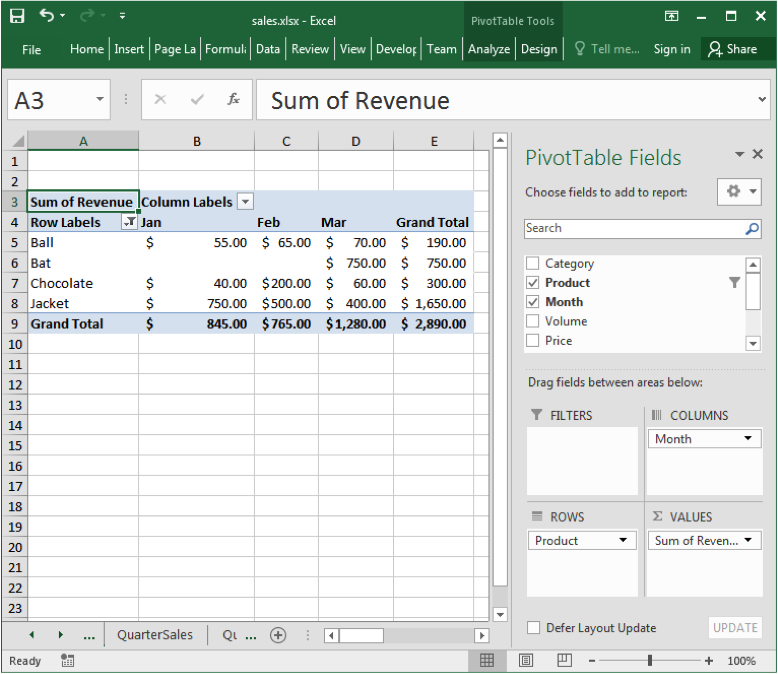 sales.xlsx - Excel
PivotTable Tools
File Home Insert Page La Formula Data Review View Develop Team Analyze Design Tell me... Sign in Share
A3 fx Sum of Revenue
A B C D E
1
2
3 Sum of Revenue Column Labels
4 Row Labels Jan Feb Mar Grand Total
5 Ball $ 55.00 $ 65.00 $ 70.00 $ 190.00
6 Bat $ 750.00 $ 750.00
7 Chocolate $ 40.00 $200.00 $ 60.00 $ 300.00
8 Jacket $ 750.00 $500.00 $ 400.00 $ 1,650.00
9 Grand Total $ 845.00 $765.00 $1,280.00 $ 2,890.00
10
11
12
13
14
15
16
17
18
19
20
21
22
23
PivotTable Fields
Choose fields to add to report:
Search
Category
Product
Month
Volume
Price
Drag fields between areas below:
FILTERS
COLUMNS
Month
ROWS
Product
Σ VALUES
Sum of Reven...
Defer Layout Update UPDATE
... QuarterSales Qu ...
Ready
100%